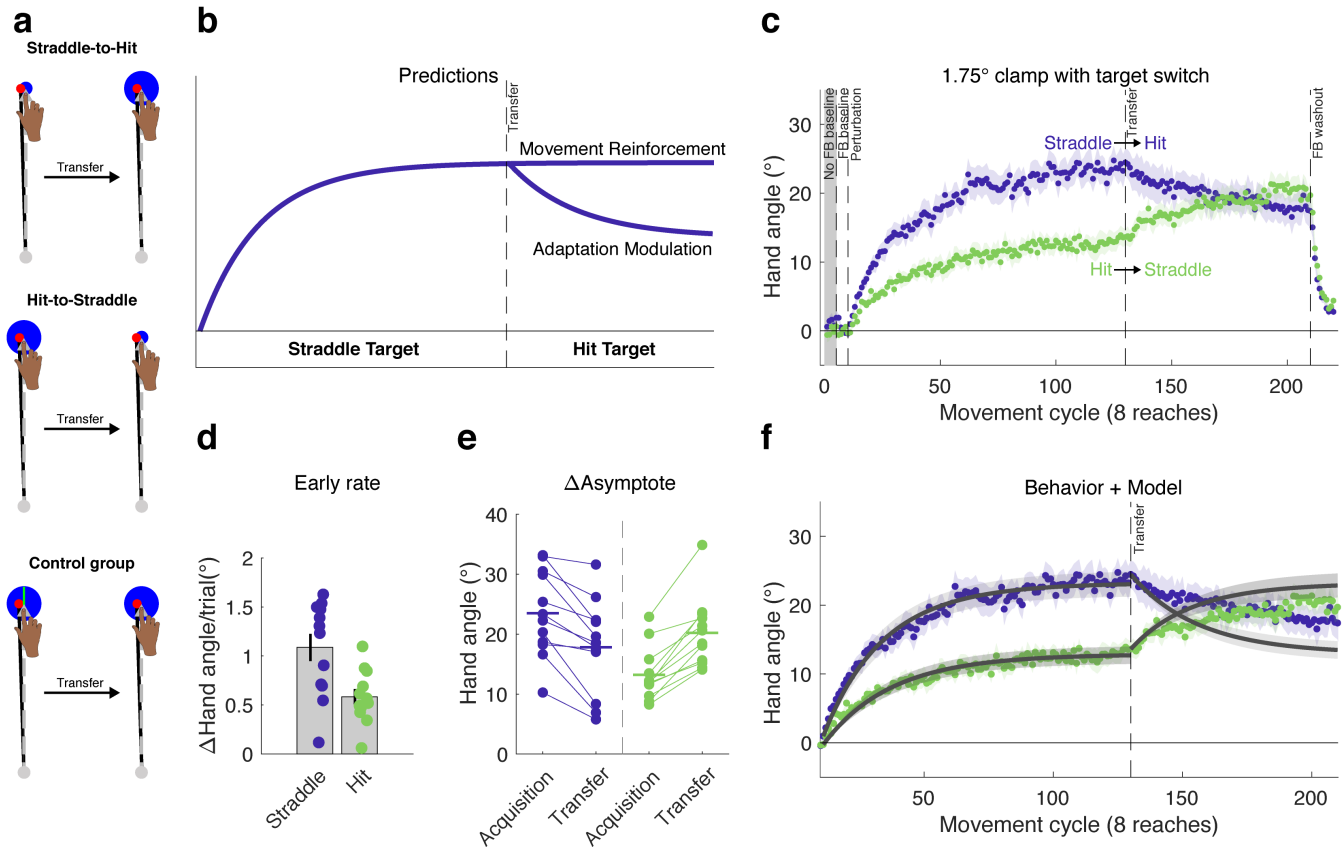 a
Straddle-to-Hit
Transfer
Hit-to-Straddle
Transfer
Control group
Transfer
b
Predictions
Transfer
Movement Reinforcement
Adaptation Modulation
Straddle Target
Hit Target
c
1.75° clamp with target switch
No FB baseline
FB baseline
Perturbation
Transfer
FB washout
Straddle
Hit
Hit
Straddle
Hand angle (°)
30
20
10
0
0 50 100 150 200
Movement cycle (8 reaches)
d
Early rate
ΔHand angle/trial(°)
2
1.5
1
0.5
0
Straddle
Hit
e
ΔAsymptote
Hand angle (°)
40
30
20
10
0
Acquisition
Transfer
Acquisition
Transfer
f
Behavior + Model
Transfer
Hand angle (°)
30
20
10
0
50 100 150 200
Movement cycle (8 reaches)